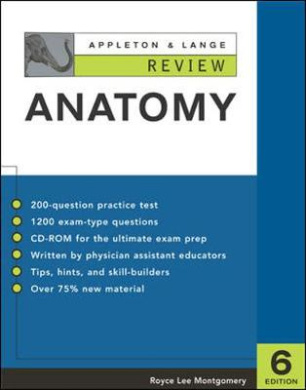 APPLETON & LANGE
REVIEW
ANATOMY
200-question practice test
1200 exam-type questions
CD-ROM for the ultimate exam prep
Written by physician assistant educators
Tips, hints, and skill-builders
Over 75% new material
6
EDITION
Royce Lee Montgomery